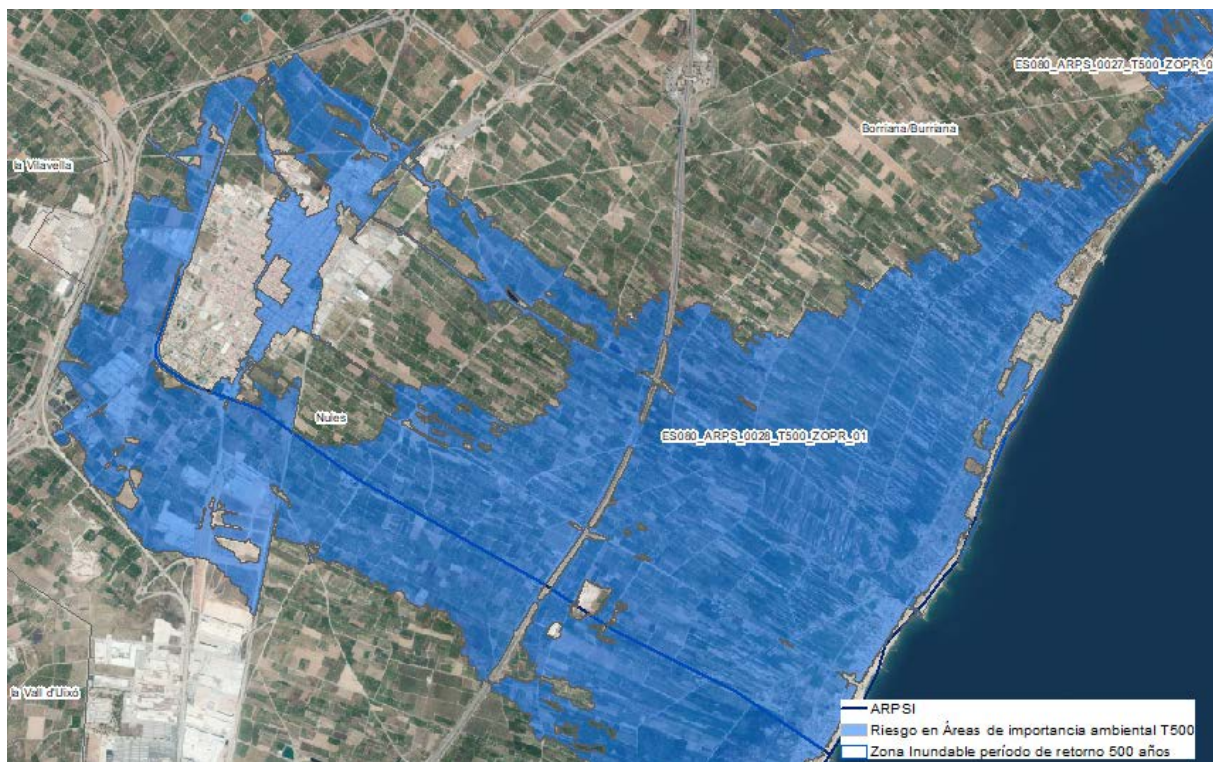 ES080_ARPS_0027_T500_ZOPR_0
Borriana/Burriana
la Vilavella
Nules
ES080_ARPS_0028_T500_ZOPR_01
la Vall d'Uixó
ARPSI
Riesgo en Áreas de importancia ambiental T500
Zona Inundable período de retorno 500 años